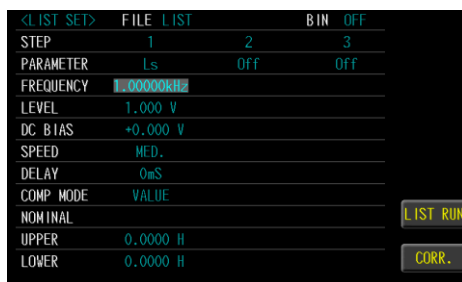 <LIST SET> FILE LIST BIN OFF
STEP 1 2 3
PARAMETER Ls Off Off
FREQUENCY 1.00000kHz
LEVEL 1.000 V
DC BIAS +0.000 V
SPEED MED.
DELAY 0mS
COMP MODE VALUE
NOMINAL
LIST RUN
UPPER 0.0000 H
LOWER 0.0000 H
CORR.